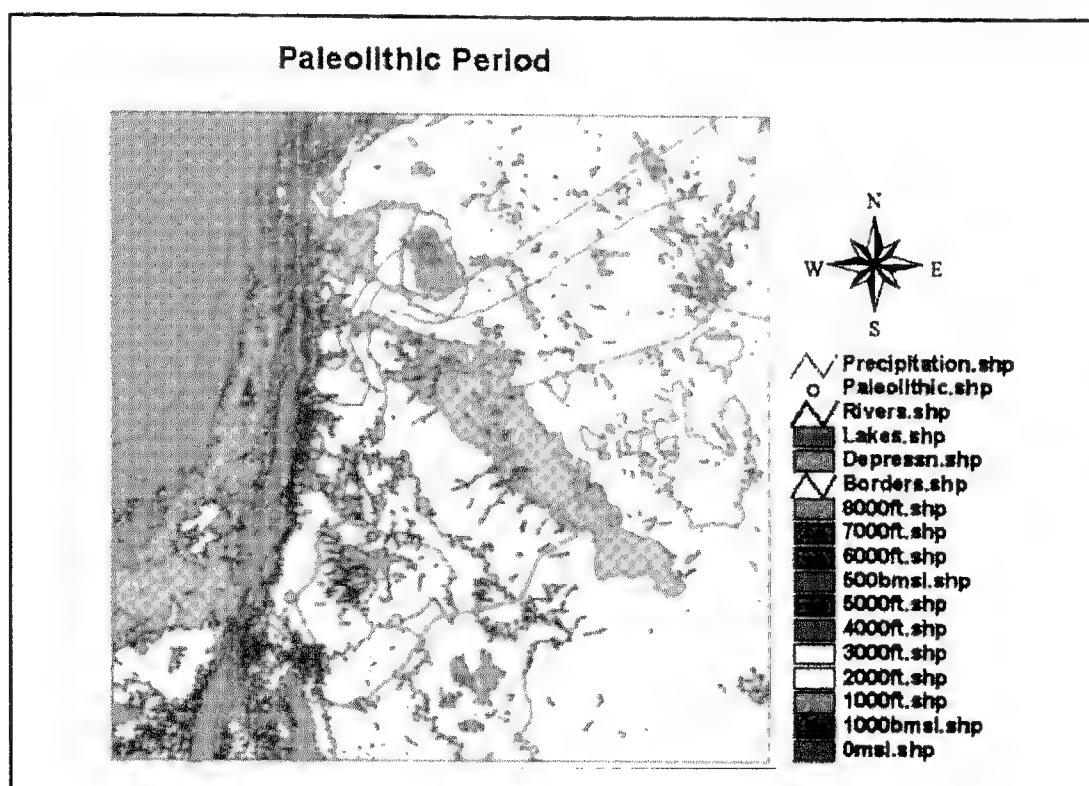 Paleolithic Period
N
W E
S
Precipitation.shp
Paleolithic.shp
Rivers.shp
Lakes.shp
Depressn.shp
Borders.shp
8000ft.shp
7000ft.shp
6000ft.shp
500bmsl.shp
5000ft.shp
4000ft.shp
3000ft.shp
2000ft.shp
1000ft.shp
1000bmsl.shp
0msl.shp